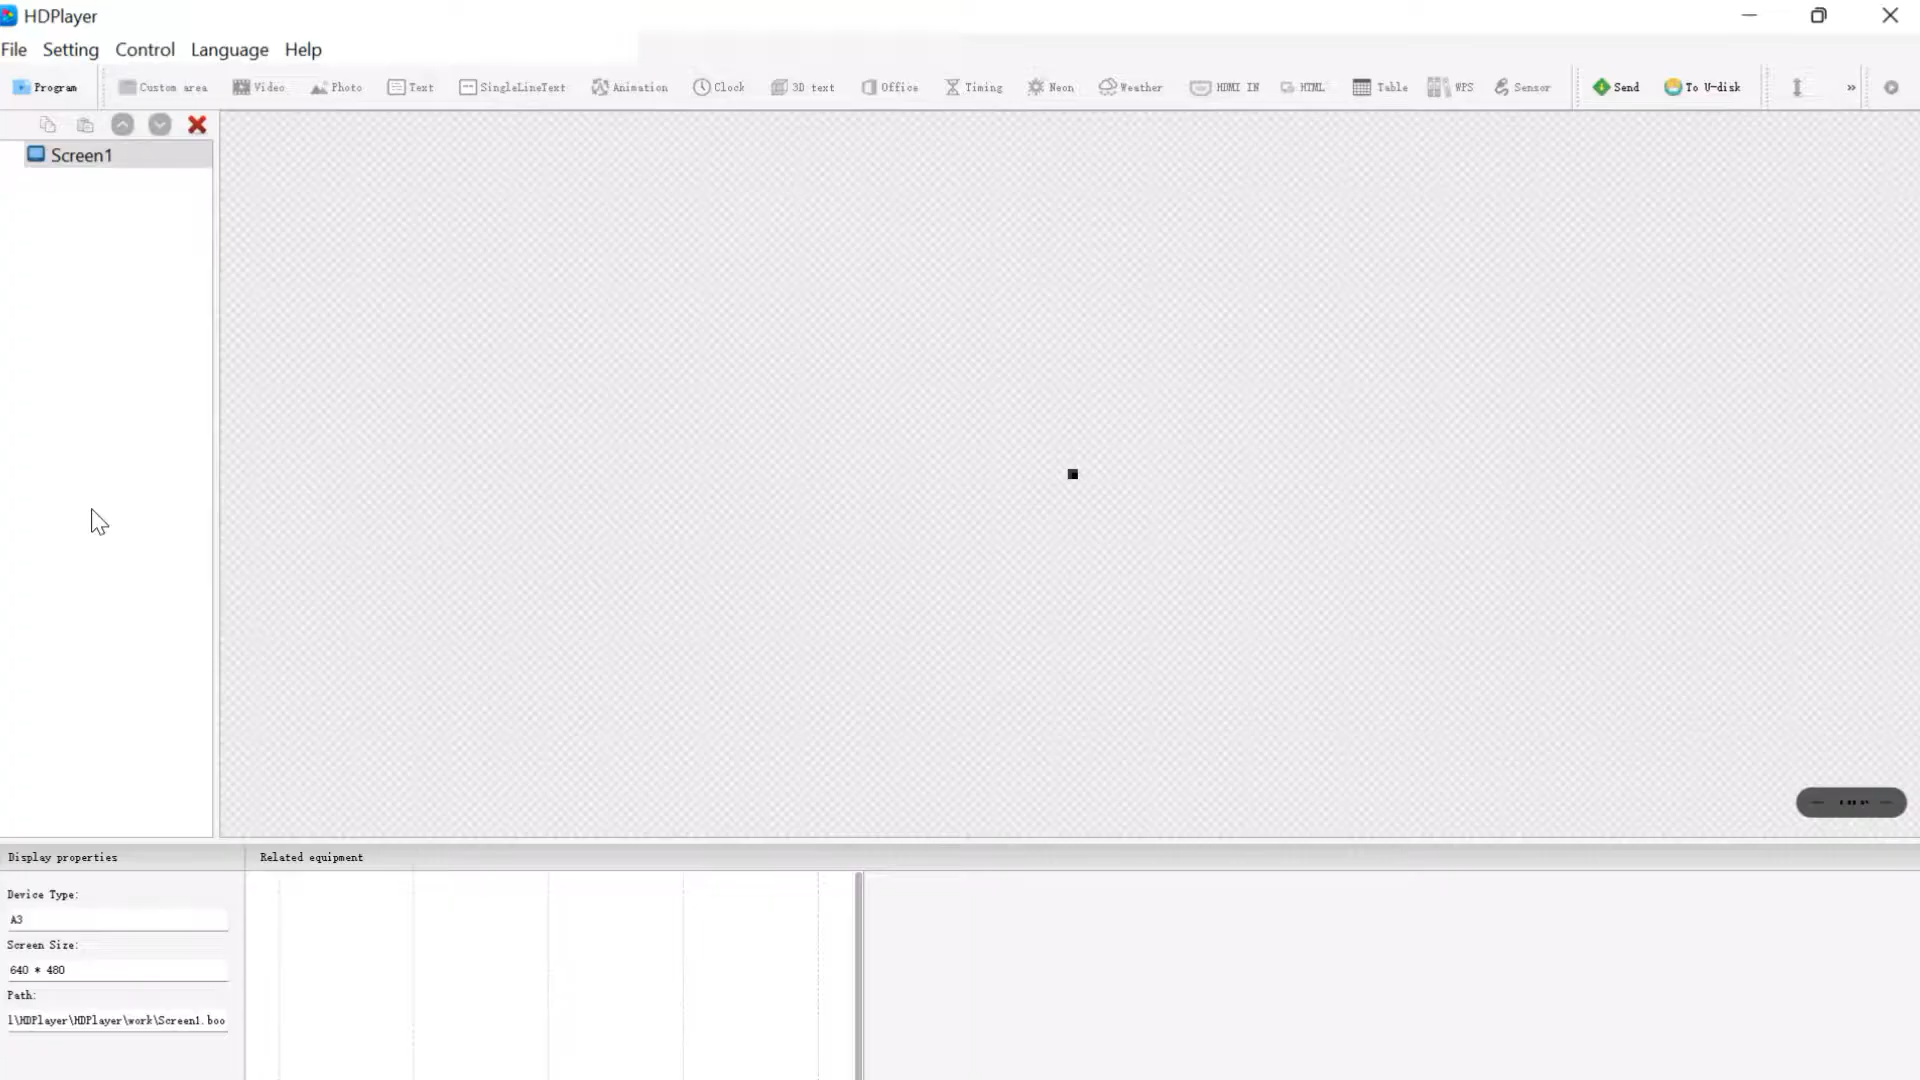 HDPlayer
File Setting Control Language Help
Program Custom area Video Photo Text SingleLineText Animation Clock 3D text Office Timing Neon Weather HDMI IN HTML Table WPS Sensor Send To U-disk »
Screen1
Display properties Related equipment
Device Type:
A3
Screen Size:
640 * 480
Path:
l\HDPlayer\HDPlayer\work\Screen1.boo